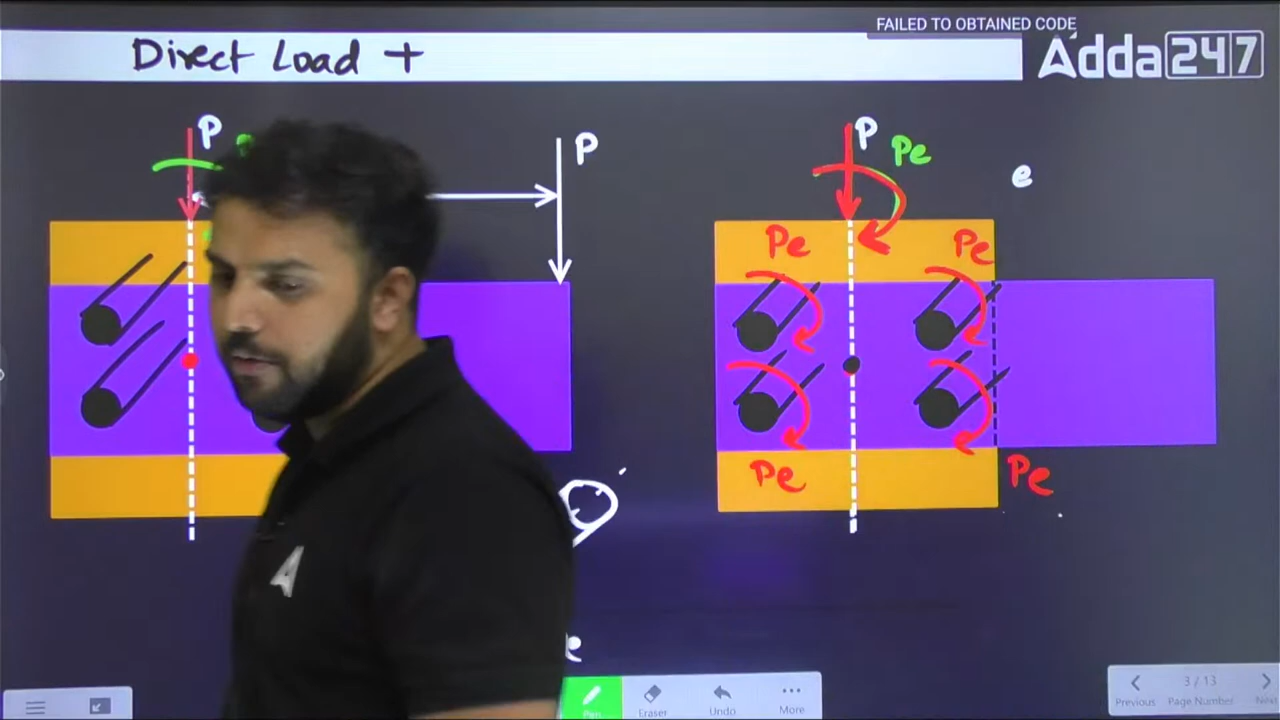 FAILED TO OBTAINED CODE
Direct Load +
Adda247
P
P
P
Pe
e
Pe
Pe
Pe
Pe
e
Pen
Eraser
Undo
More
Previous
3 / 13
Page Number